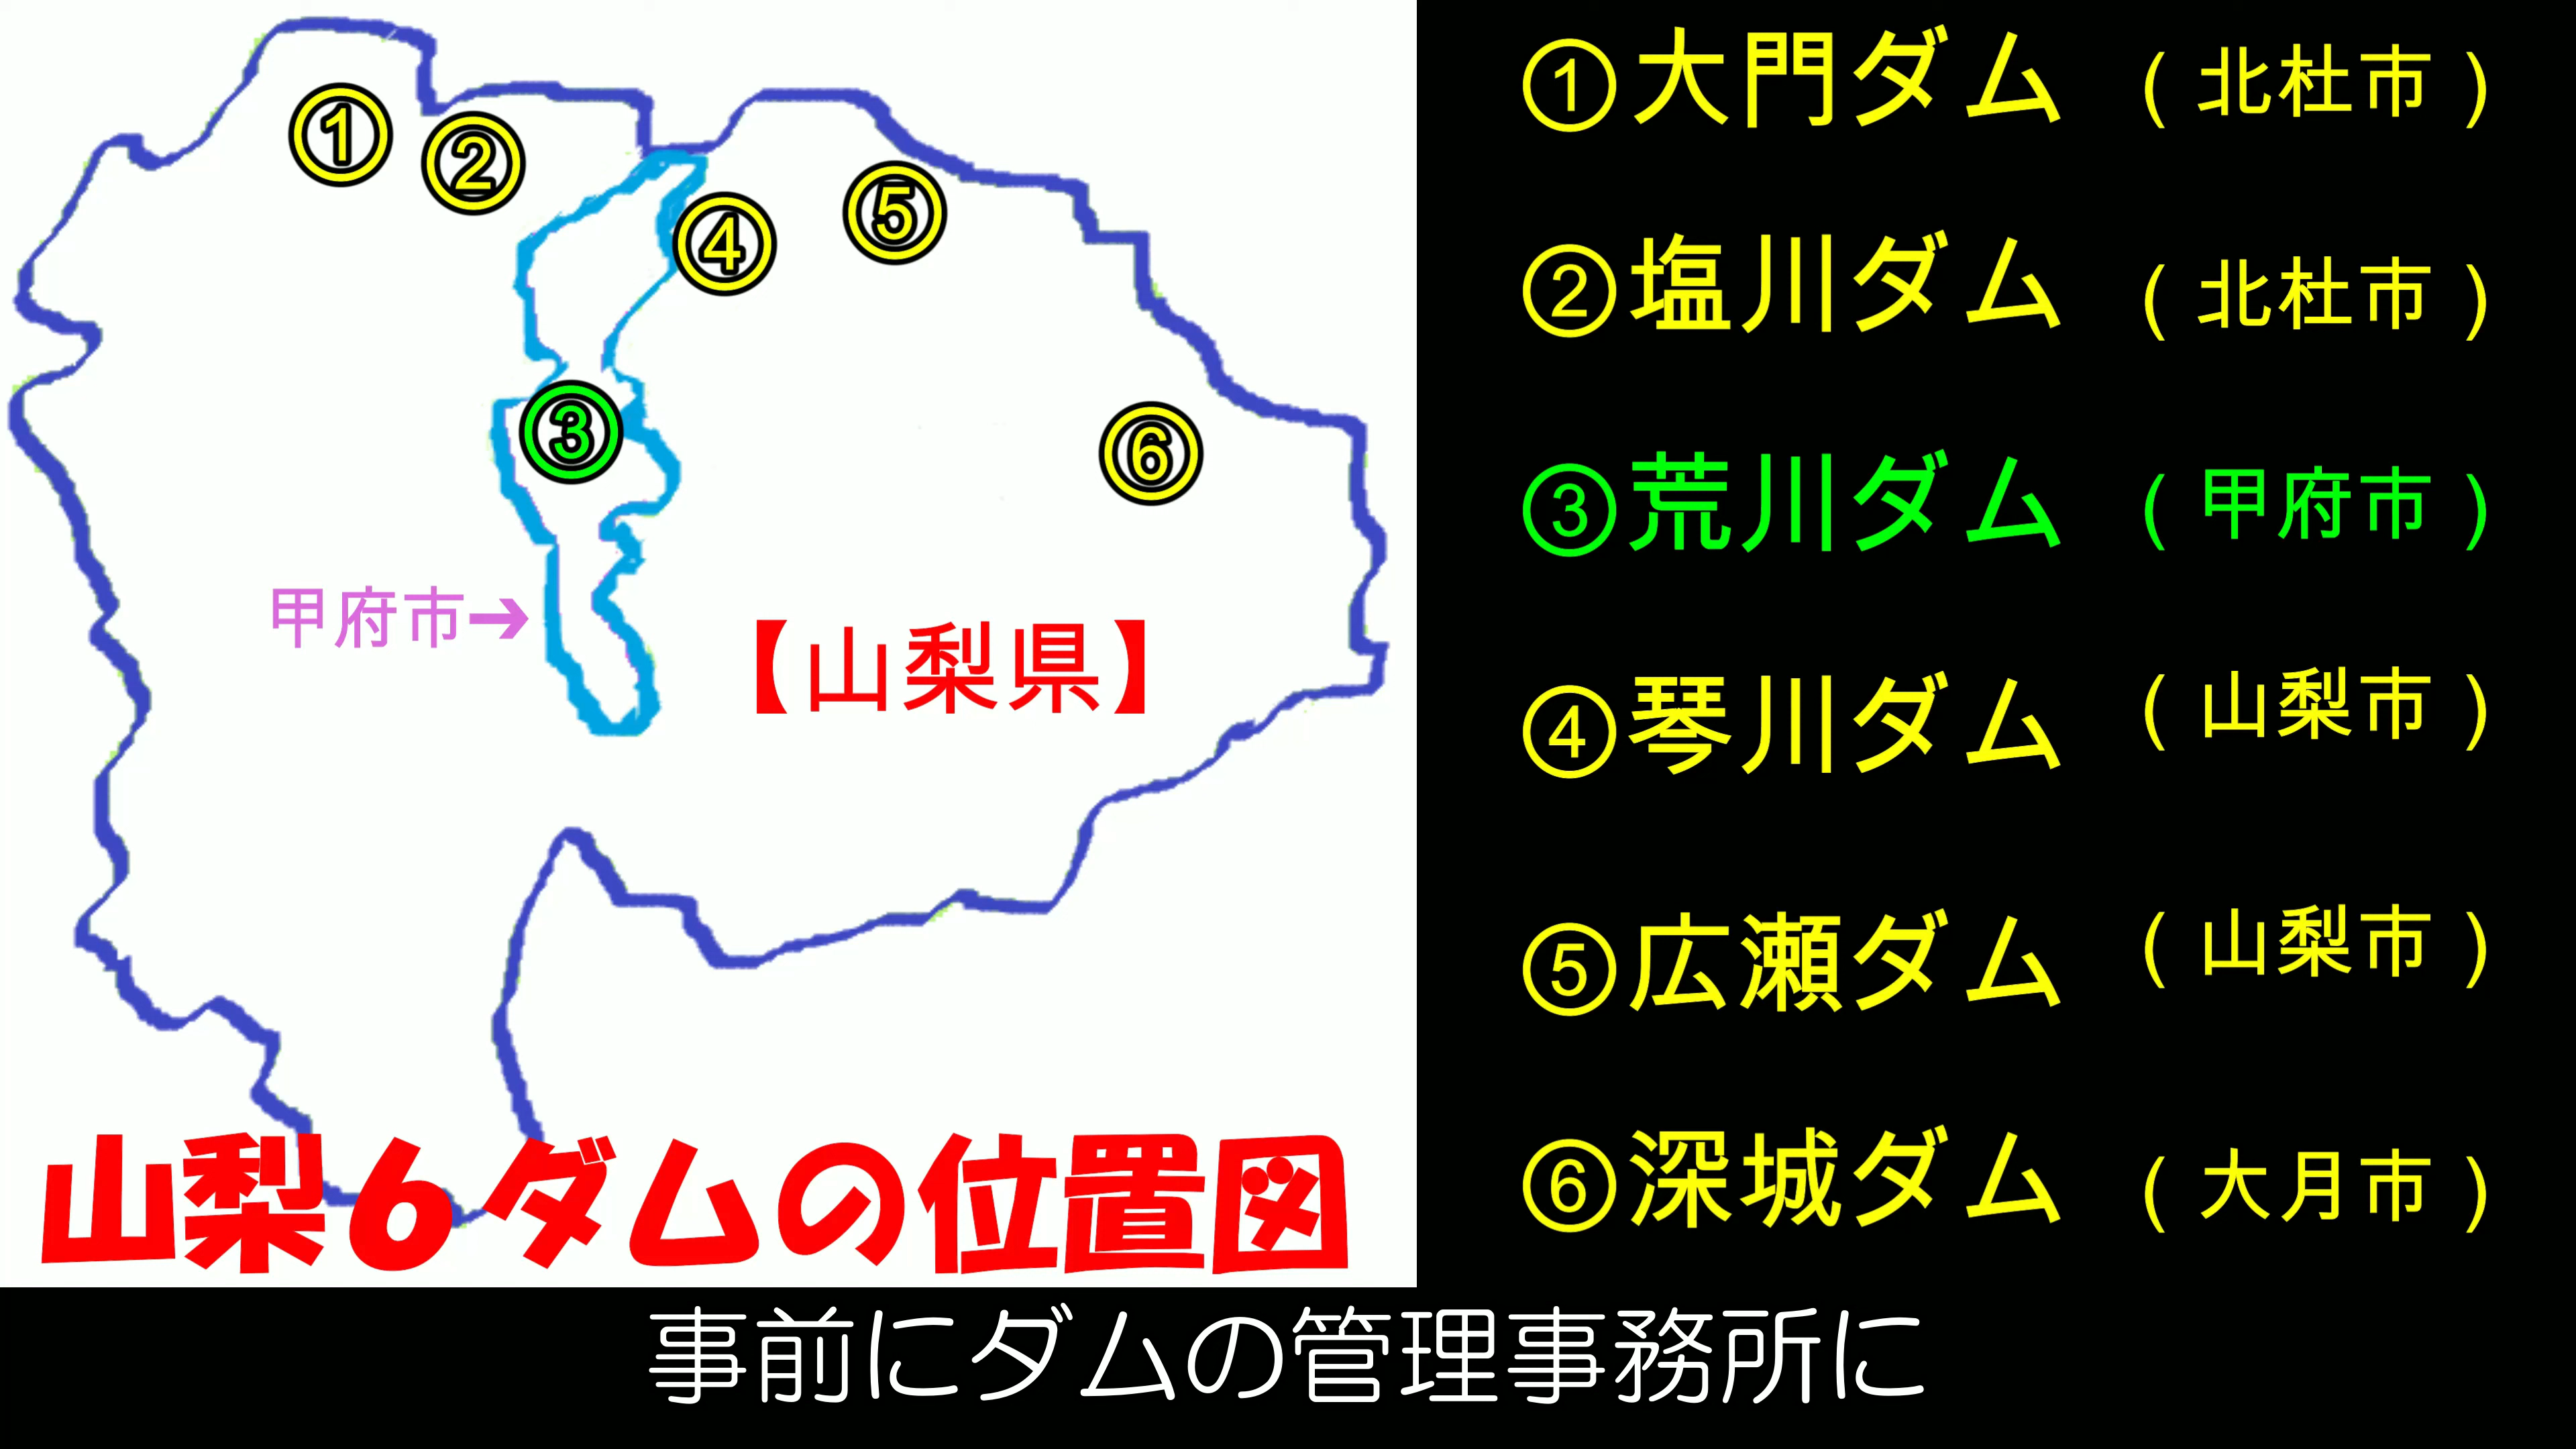 ①
②
③
④
⑤
⑥
甲府市→
【山梨県】
山梨6ダムの位置図
①大門ダム (北杜市)
②塩川ダム (北杜市)
③荒川ダム (甲府市)
④琴川ダム (山梨市)
⑤広瀬ダム (山梨市)
⑥深城ダム (大月市)
事前にダムの管理事務所に